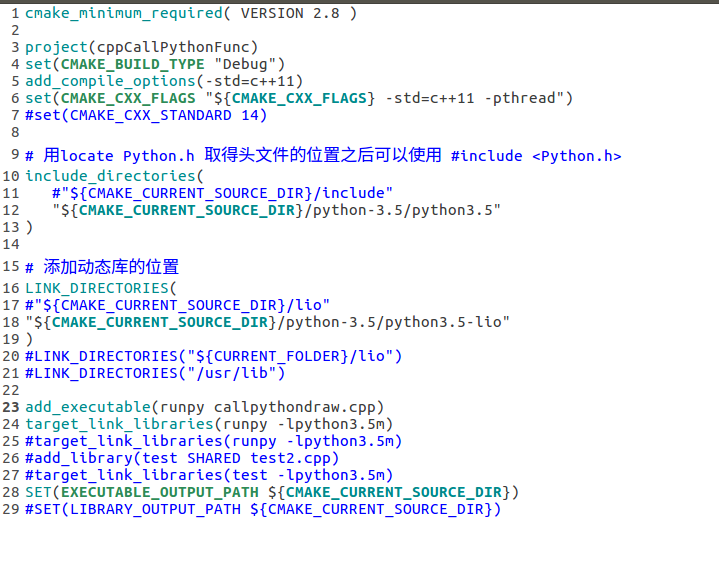 1 cmake_minimum_required( VERSION 2.8 )
2
3 project(cppCallPythonFunc)
4 set(CMAKE_BUILD_TYPE "Debug")
5 add_compile_options(-std=c++11)
6 set(CMAKE_CXX_FLAGS "${CMAKE_CXX_FLAGS} -std=c++11 -pthread")
7 #set(CMAKE_CXX_STANDARD 14)
8
9 # 用locate Python.h 取得头文件的位置之后可以使用 #include <Python.h>
10 include_directories(
11    #"${CMAKE_CURRENT_SOURCE_DIR}/include"
12    "${CMAKE_CURRENT_SOURCE_DIR}/python-3.5/python3.5"
13 )
14
15 # 添加动态库的位置
16 LINK_DIRECTORIES(
17 #"${CMAKE_CURRENT_SOURCE_DIR}/lio"
18 "${CMAKE_CURRENT_SOURCE_DIR}/python-3.5/python3.5-lio"
19 )
20 #LINK_DIRECTORIES("${CURRENT_FOLDER}/lio")
21 #LINK_DIRECTORIES("/usr/lib")
22
23 add_executable(runpy callpythondraw.cpp)
24 target_link_libraries(runpy -lpython3.5m)
25 #target_link_libraries(runpy -lpython3.5m)
26 #add_library(test SHARED test2.cpp)
27 #target_link_libraries(test -lpython3.5m)
28 SET(EXECUTABLE_OUTPUT_PATH ${CMAKE_CURRENT_SOURCE_DIR})
29 #SET(LIBRARY_OUTPUT_PATH ${CMAKE_CURRENT_SOURCE_DIR})